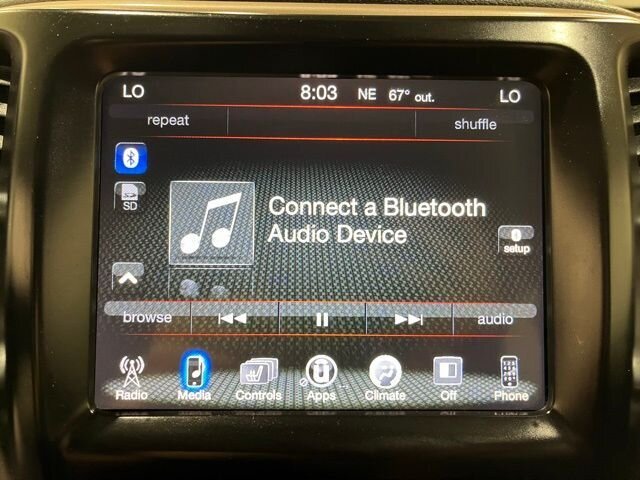 LO 8:03 NE 67° out. LO
repeat shuffle
SD
Connect a Bluetooth
Audio Device
setup
browse audio
Radio Media Controls Apps Climate Off Phone